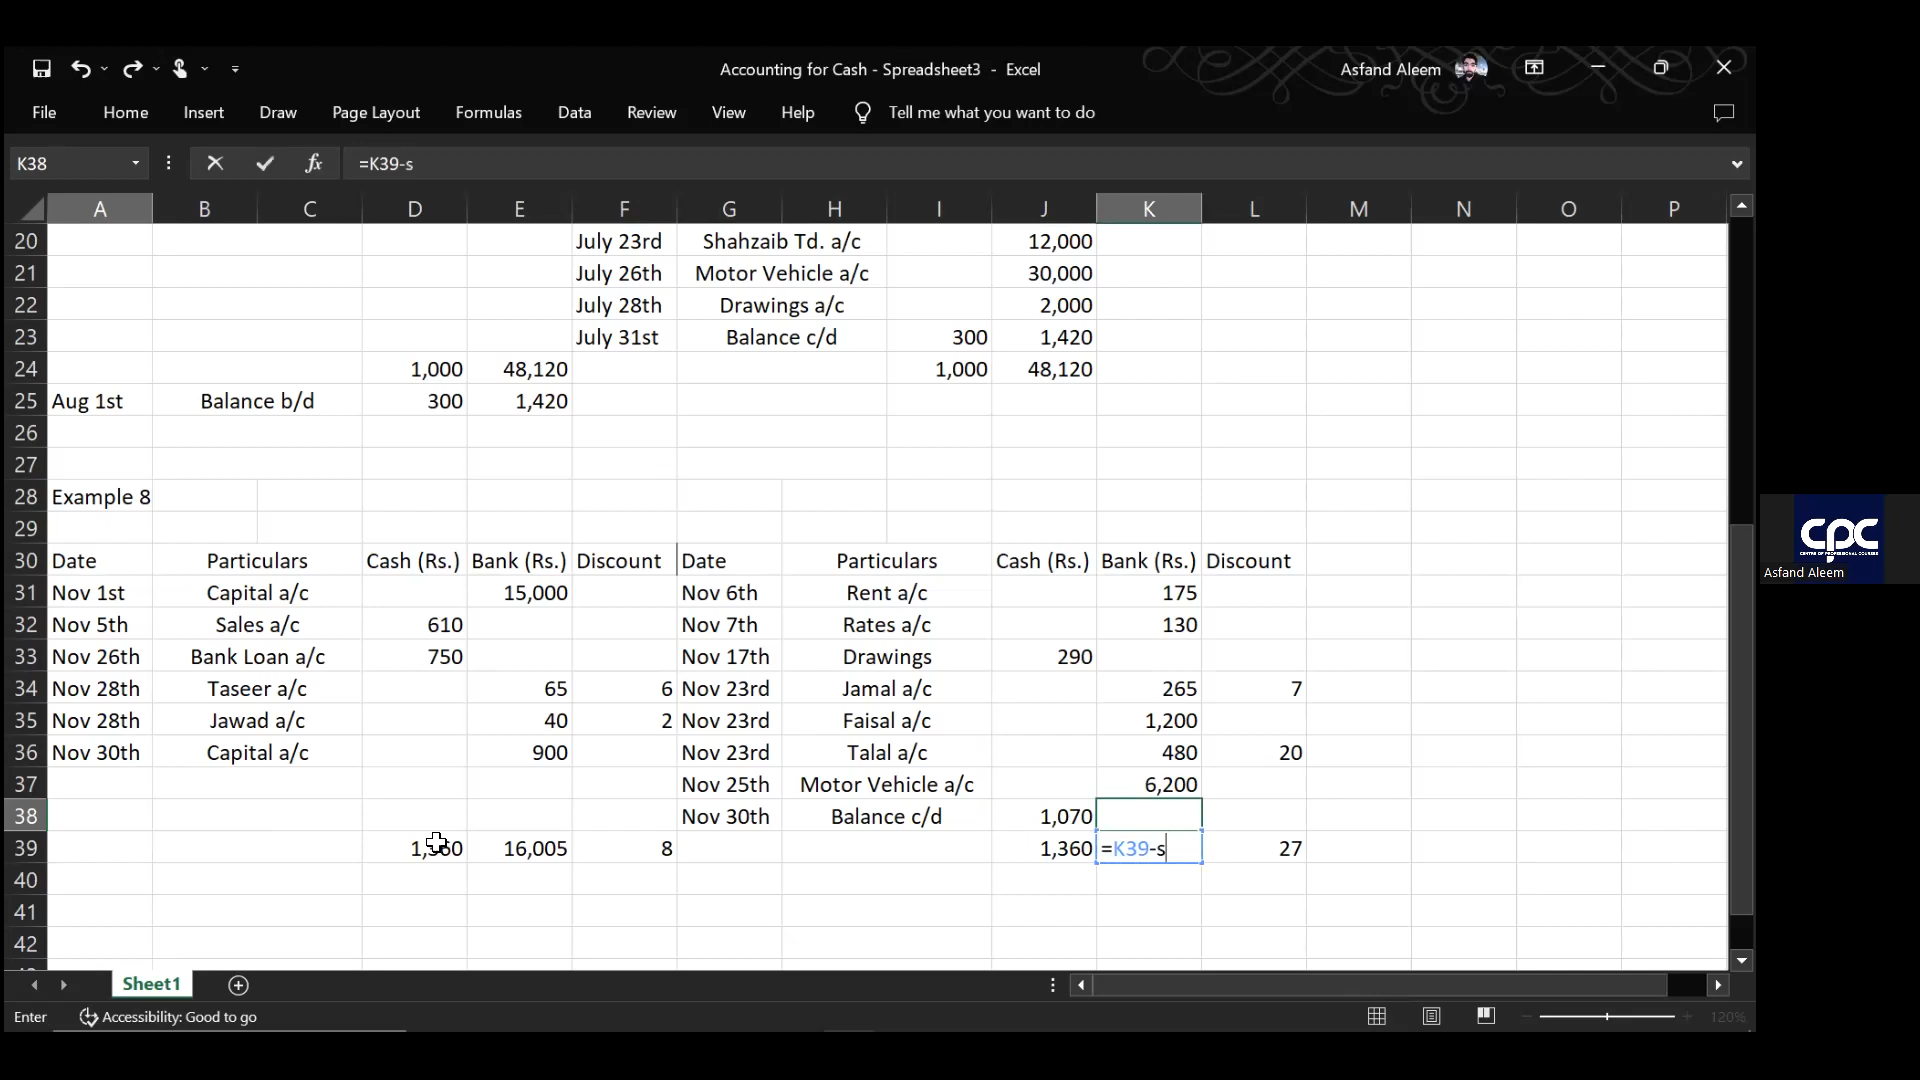 Accounting for Cash - Spreadsheet3 - Excel
Asfand Aleem
File Home Insert Draw Page Layout Formulas Data Review View Help Tell me what you want to do
K38 fx =K39-s
A B C D E F G H I J K L M N O P
20 July 23rd Shahzaib Td. a/c 12,000
21 July 26th Motor Vehicle a/c 30,000
22 July 28th Drawings a/c 2,000
23 July 31st Balance c/d 300 1,420
24 1,000 48,120 1,000 48,120
25 Aug 1st Balance b/d 300 1,420
26
27
28 Example 8
29
30 Date Particulars Cash (Rs.) Bank (Rs.) Discount Date Particulars Cash (Rs.) Bank (Rs.) Discount
31 Nov 1st Capital a/c 15,000 Nov 6th Rent a/c 175
32 Nov 5th Sales a/c 610 Nov 7th Rates a/c 130
33 Nov 26th Bank Loan a/c 750 Nov 17th Drawings 290
34 Nov 28th Taseer a/c 65 6 Nov 23rd Jamal a/c 265 7
35 Nov 28th Jawad a/c 40 2 Nov 23rd Faisal a/c 1,200
36 Nov 30th Capital a/c 900 Nov 23rd Talal a/c 480 20
37 Nov 25th Motor Vehicle a/c 6,200
38 Nov 30th Balance c/d 1,070
39 1,360 16,005 8 1,360 =K39-s 27
40
41
42
Sheet1
Enter Accessibility: Good to go 120%
CPC
CENTRE OF PROFESSIONAL COURSES
Asfand Aleem